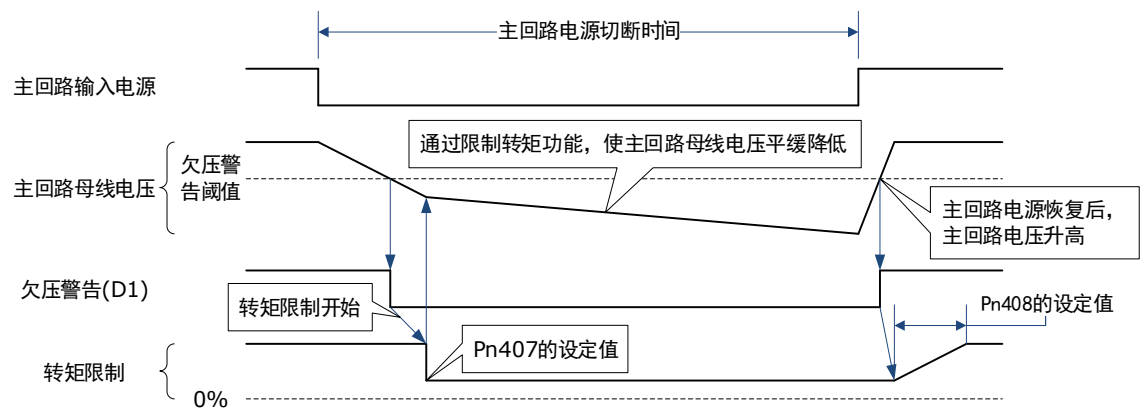 主回路电源切断时间
主回路输入电源
通过限制转矩功能，使主回路母线电压平缓降低
主回路母线电压
欠压警
告阈值
主回路电源恢复后，
主回路电压升高
欠压警告(D1)
转矩限制开始
Pn408的设定值
Pn407的设定值
转矩限制
0%